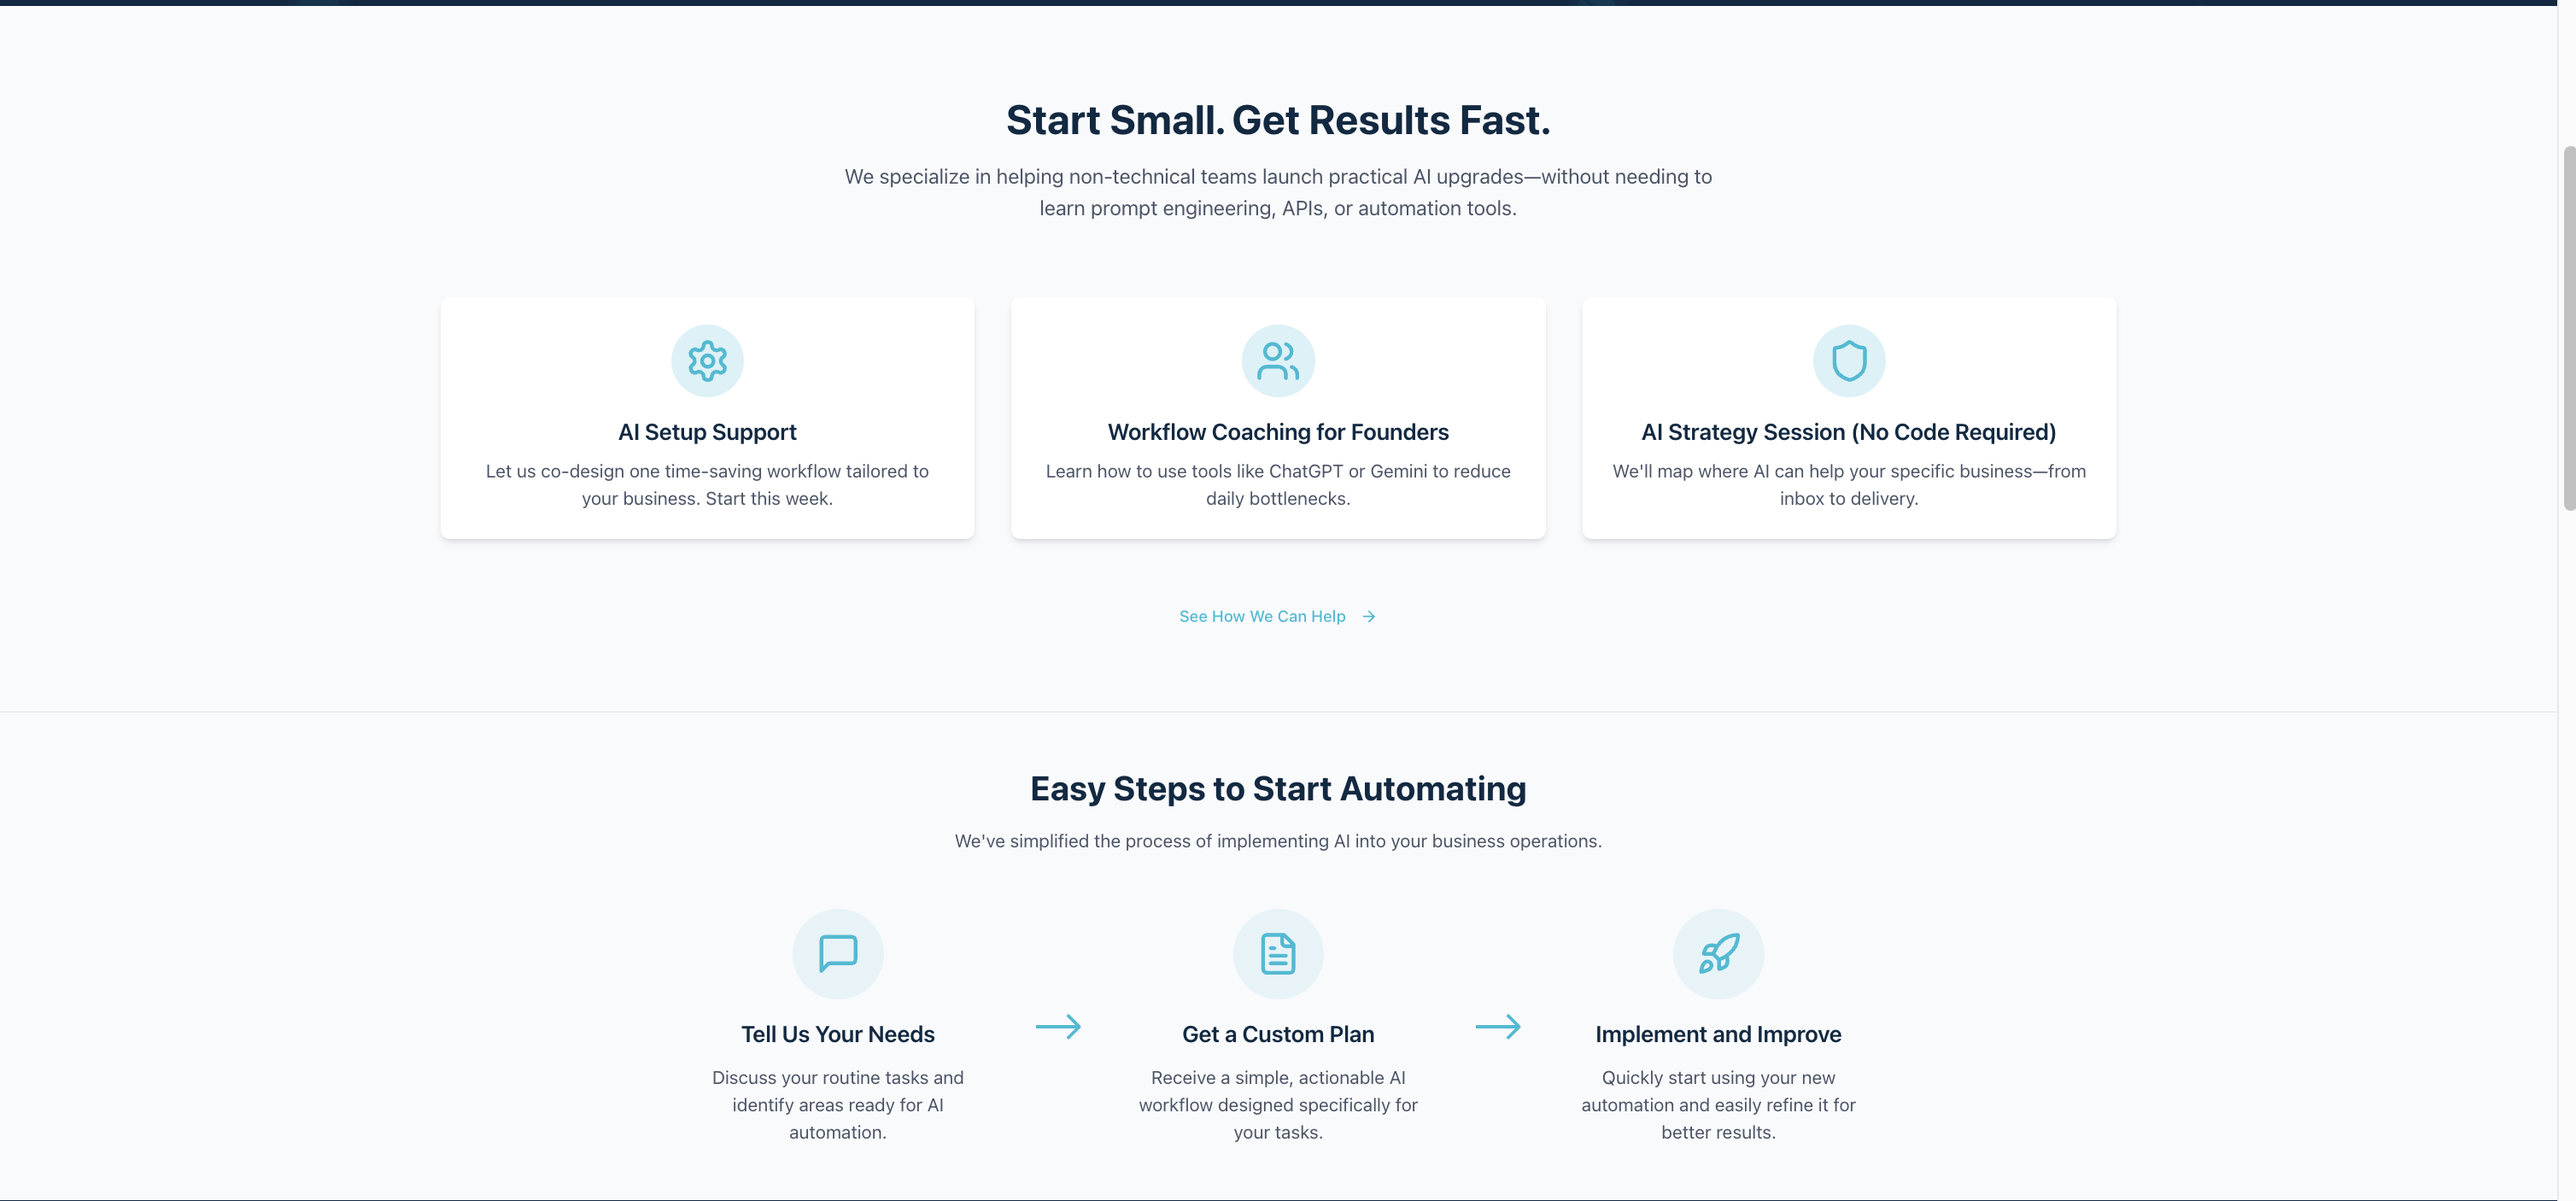 Start Small. Get Results Fast.
We specialize in helping non-technical teams launch practical AI upgrades—without needing to
learn prompt engineering, APIs, or automation tools.
AI Setup Support
Let us co-design one time-saving workflow tailored to
your business. Start this week.
Workflow Coaching for Founders
Learn how to use tools like ChatGPT or Gemini to reduce
daily bottlenecks.
AI Strategy Session (No Code Required)
We'll map where AI can help your specific business—from
inbox to delivery.
See How We Can Help
Easy Steps to Start Automating
We've simplified the process of implementing AI into your business operations.
Tell Us Your Needs
Discuss your routine tasks and
identify areas ready for AI
automation.
Get a Custom Plan
Receive a simple, actionable AI
workflow designed specifically for
your tasks.
Implement and Improve
Quickly start using your new
automation and easily refine it for
better results.